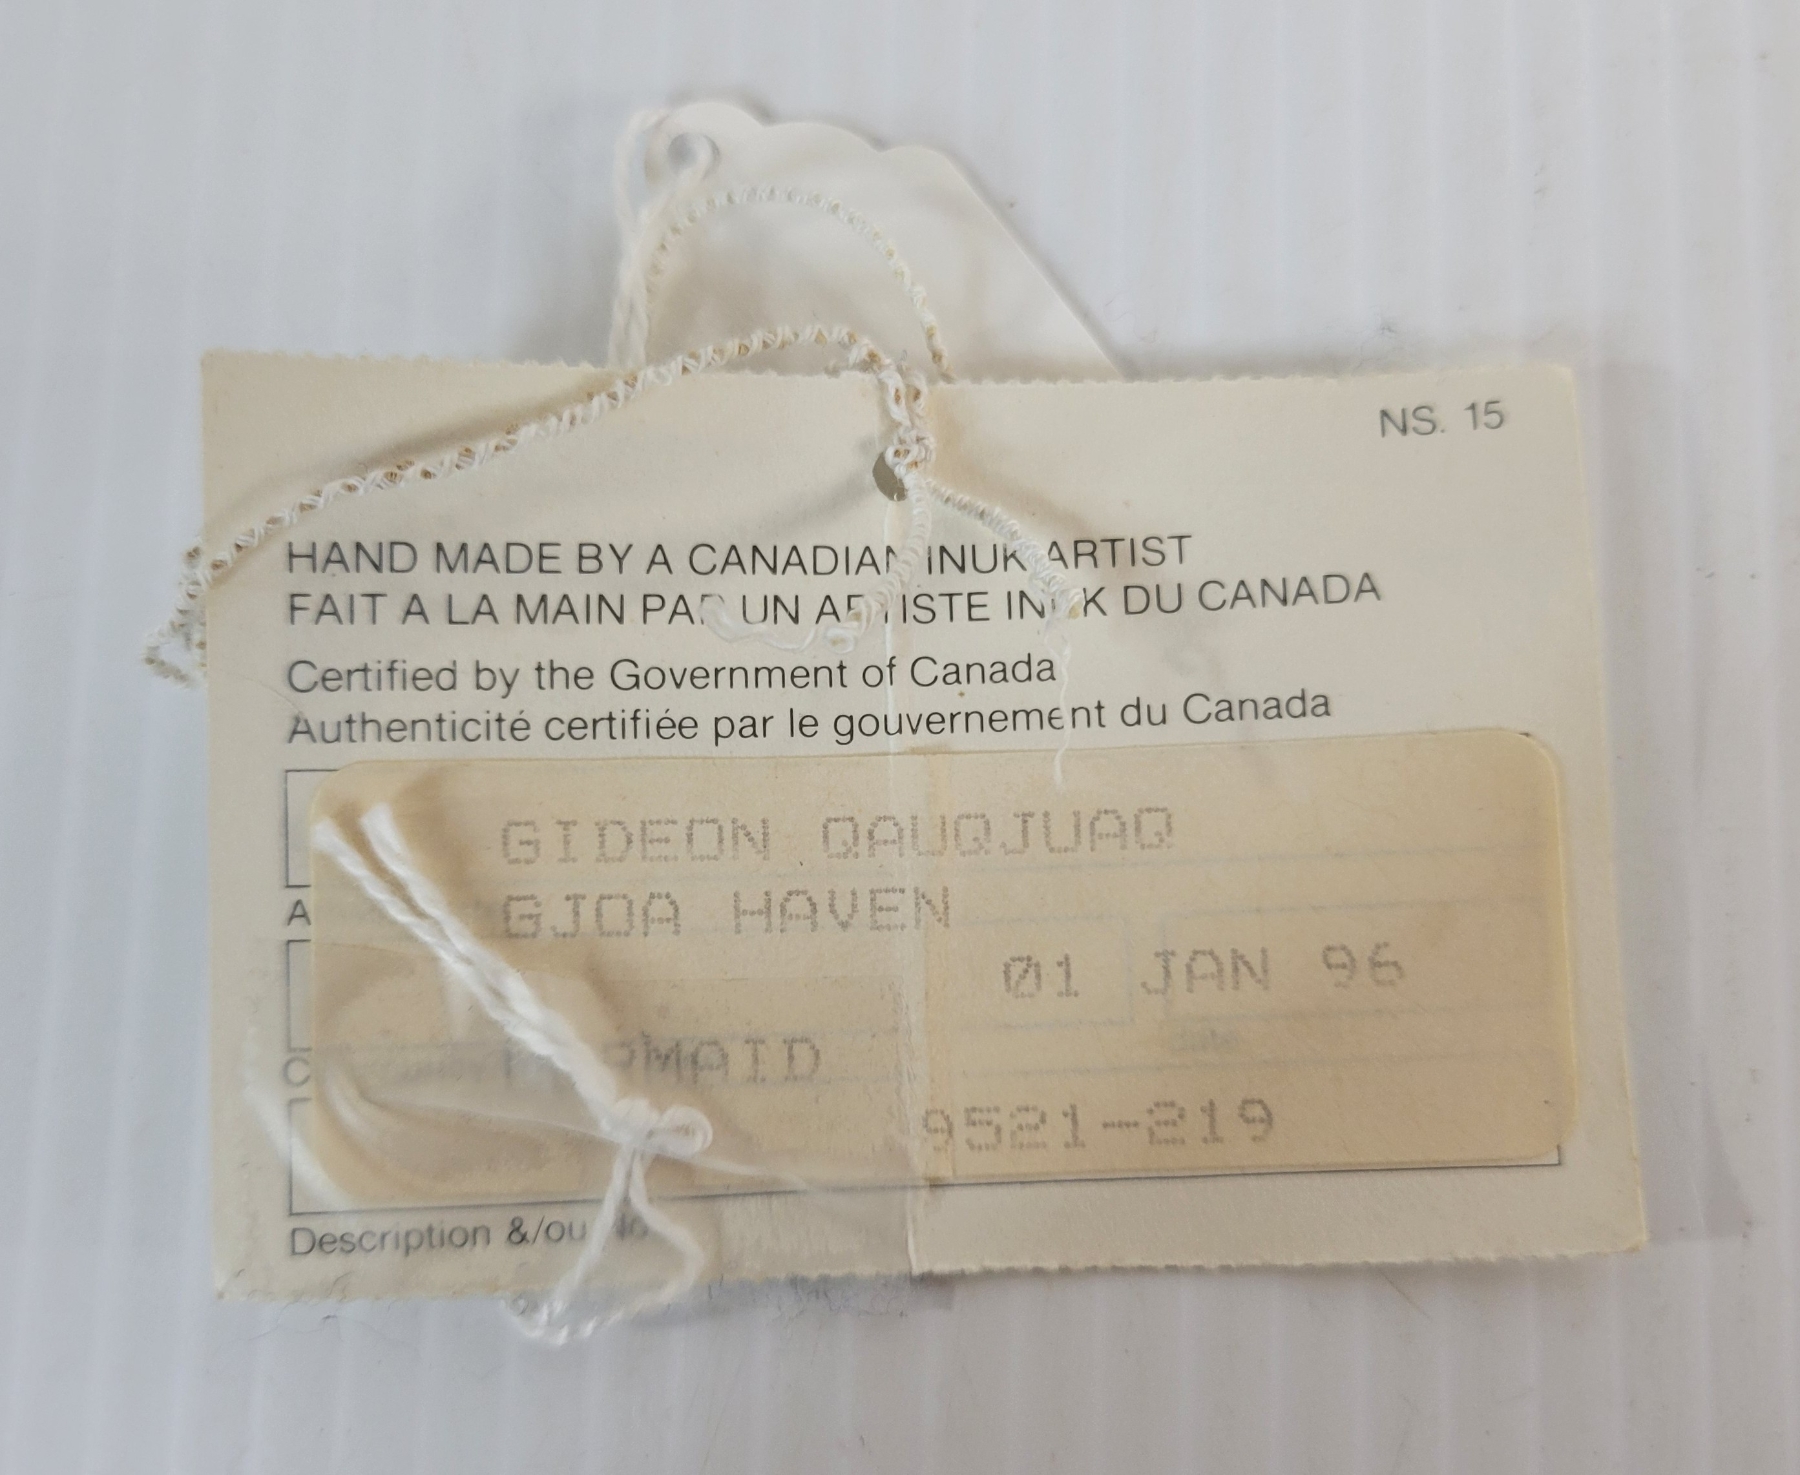 NS. 15
HAND MADE BY A CANADIAN INUK ARTIST
FAIT A LA MAIN PAR UN ARTISTE INUK DU CANADA
Certified by the Government of Canada
Authenticité certifiée par le gouvernement du Canada
GIDEON QAUQJUAQ
A
GJOA HAVEN
01 JAN 96
C
MERMAID
9521-219
Description &/ou No